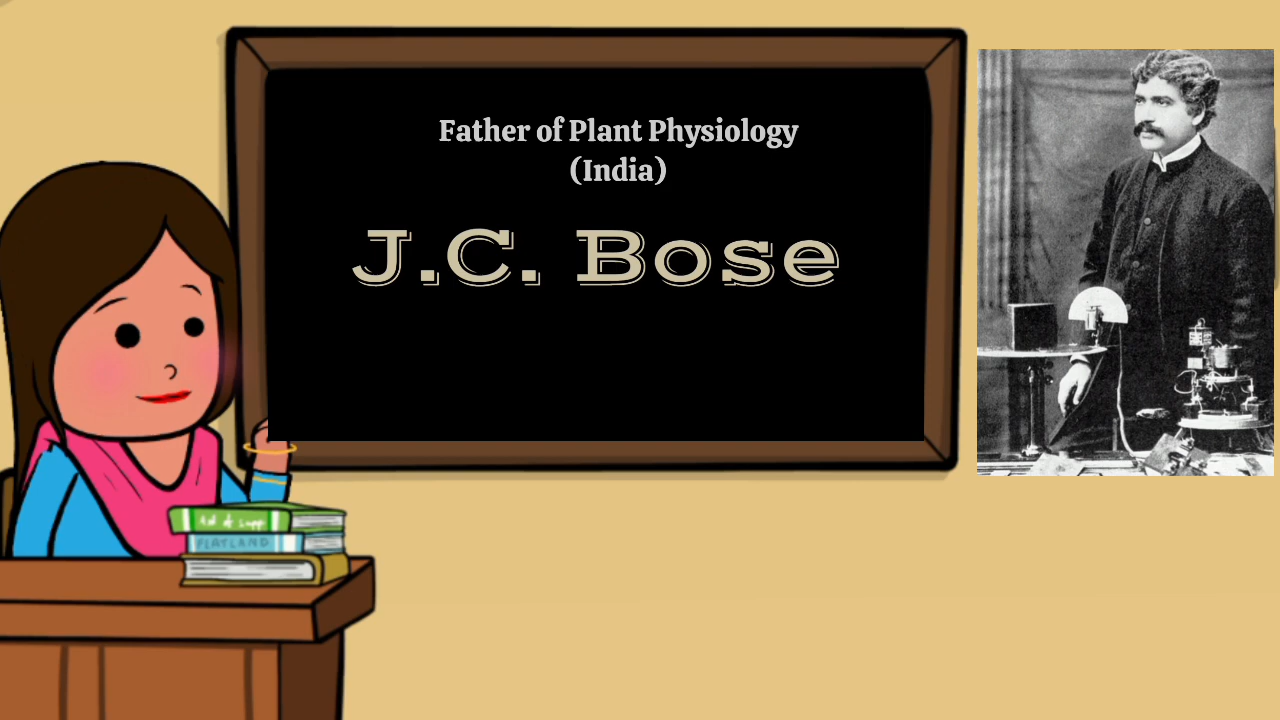 Father of Plant Physiology
(India)
J.C. Bose
FLATLAND